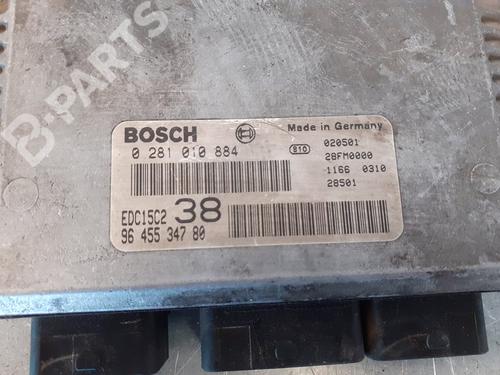 B-PARTS
BOSCH
Made in Germany
0 281 010 884
810
020501
28FM0000
1166 0310
28501
EDC15C2 38
96 455 347 80